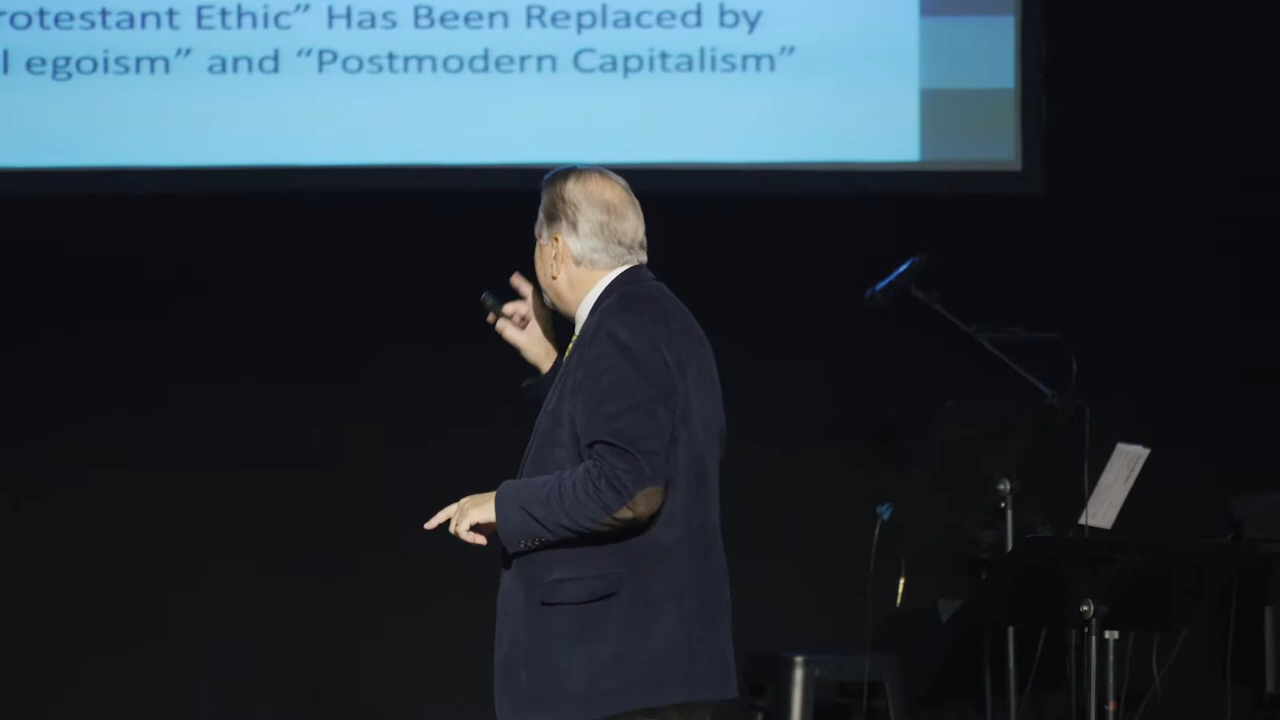 rotestant Ethic” Has Been Replaced by
l egoism” and “Postmodern Capitalism”